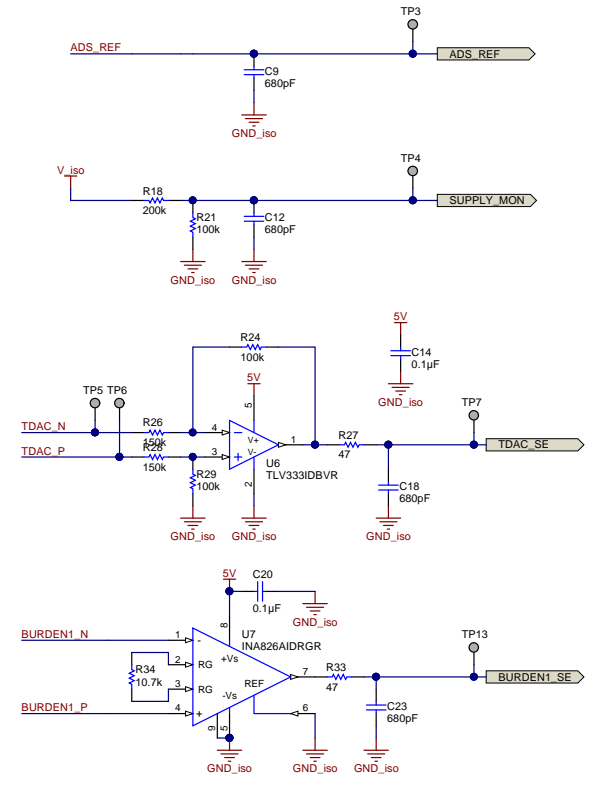 TP3
ADS_REF
ADS_REF
C9
680pF
GND_iso
V_iso
TP4
R18
200k
SUPPLY_MON
R21
100k
C12
680pF
GND_iso
GND_iso
R24
100k
5V
C14
0.1µF
GND_iso
5V
TP5
TP6
TP7
5
TDAC_N
R26
150k
4
V+
1
R27
47
TDAC_SE
TDAC_P
R28
150k
3
V-
U6
TLV333IDBVR
R29
100k
2
C18
680pF
GND_iso
GND_iso
GND_iso
5V
C20
0.1µF
GND_iso
8
U7
INA826AIDRGR
BURDEN1_N
1
-
+Vs
TP13
R34
10.7k
2
RG
3
RG
REF
7
R33
47
BURDEN1_SE
-Vs
BURDEN1_P
4
+
6
9
5
C23
680pF
GND_iso
GND_iso
GND_iso